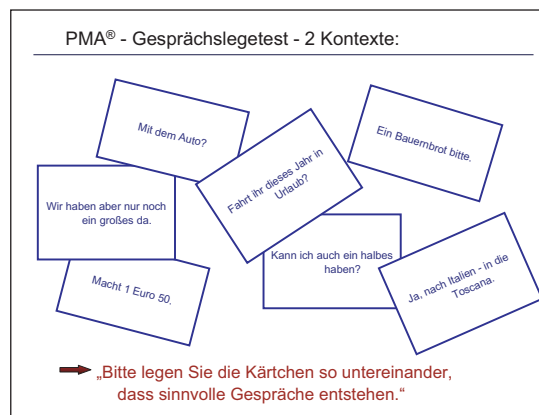 PMA® - Gesprächslegetest - 2 Kontexte:
Mit dem Auto?
Ein Bauernbrot bitte.
Fahrt ihr dieses Jahr in
Urlaub?
Wir haben aber nur noch
ein großes da.
Kann ich auch ein halbes
haben?
Ja, nach Italien - in die
Toscana.
Macht 1 Euro 50.
„Bitte legen Sie die Kärtchen so untereinander,
dass sinnvolle Gespräche entstehen.“